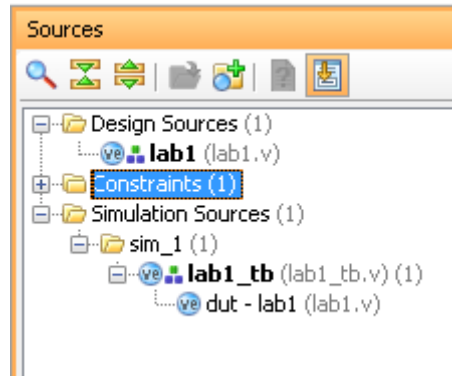 Sources
Design Sources (1)
lab1 (lab1.v)
Constraints (1)
Simulation Sources (1)
sim_1 (1)
lab1_tb (lab1_tb.v) (1)
dut - lab1 (lab1.v)